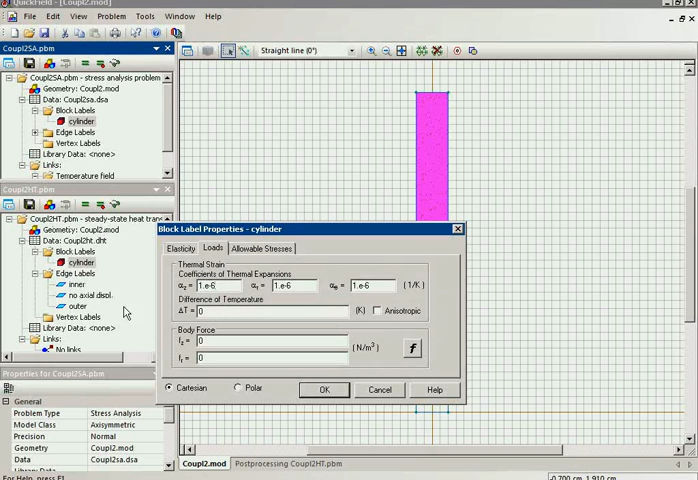 QuickField - [Coupl2.mod]
File Edit View Problem Tools Window Help
Straight line (0°)
Coupl2SA.pbm
Coupl2SA.pbm - stress analysis problem
Geometry: Coupl2.mod
Data: Coupl2sa.dsa
Block Labels
cylinder
Edge Labels
Vertex Labels
Library Data: <none>
Links:
Temperature field
Coupl2HT.pbm
Coupl2HT.pbm - steady-state heat trans
Geometry: Coupl2.mod
Data: Coupl2ht.dht
Block Labels
cylinder
Edge Labels
inner
no axial displ.
outer
Vertex Labels
Library Data: <none>
Links:
No links
Properties for Coupl2SA.pbm
General
Problem Type Stress Analysis
Model Class Axisymmetric
Precision Normal
Geometry Coupl2.mod
Data Coupl2sa.dsa
For Help, press F1
Block Label Properties - cylinder
Elasticity Loads Allowable Stresses
Thermal Strain
Coefficients of Thermal Expansions
αz = 1.e-6 αr = 1.e-6 αθ = 1.e-6 (1/K)
Difference of Temperature
ΔT = 0 (K) Anisotropic
Body Force
fz = 0
(N/m³) f
fr = 0
Cartesian Polar OK Cancel Help
Coupl2.mod Postprocessing Coupl2HT.pbm
-0.700 cm, 1.910 cm